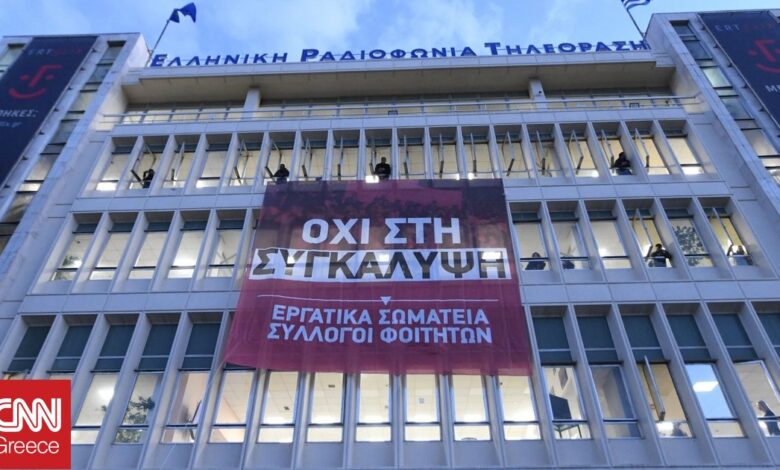 ΕΛΛΗΝΙΚΗ ΡΑΔΙΟΦΩΝΙΑ ΤΗΛΕΟΡΑΣΗ
ΟΧΙ ΣΤΗ
ΣΥΓΚΑΛΥΨΗ
ΕΡΓΑΤΙΚΑ ΣΩΜΑΤΕΙΑ
ΣΥΛΛΟΓΟΙ ΦΟΙΤΗΤΩΝ
CNN
Greece